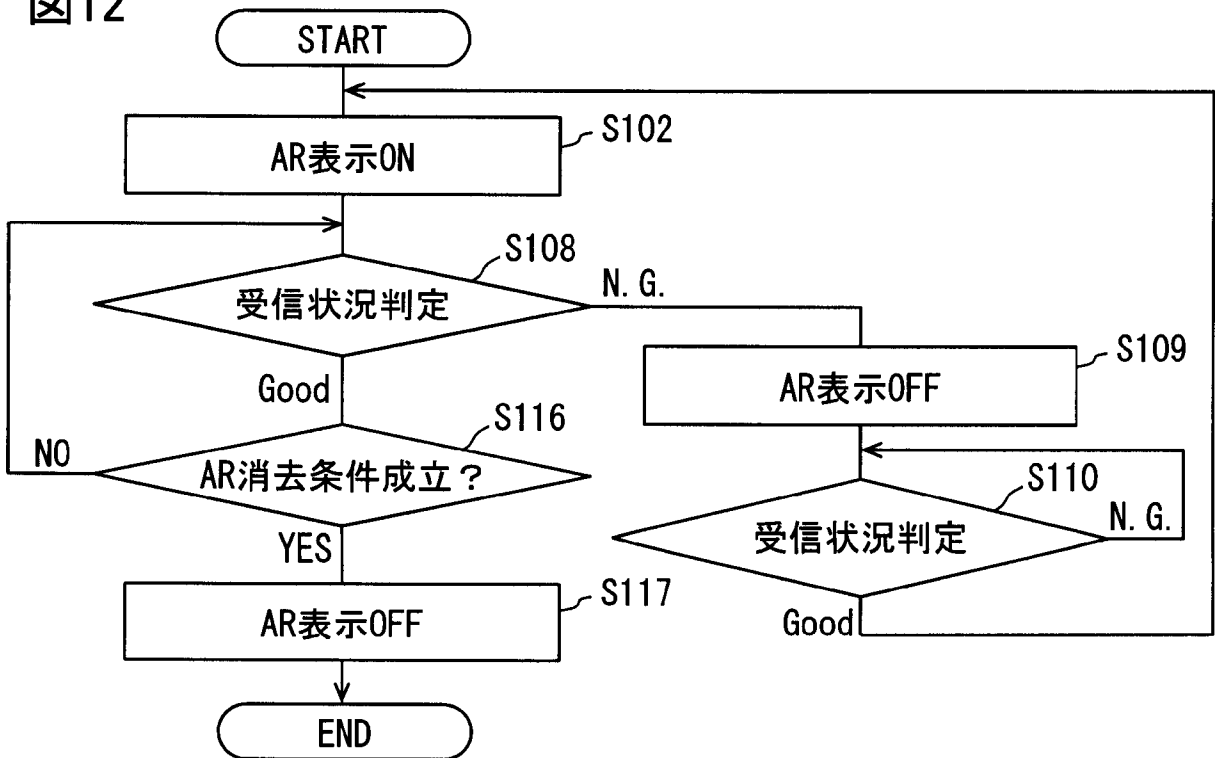 図12
START
AR表示ON
S102
受信状況判定
S108
N.G.
Good
AR表示OFF
S109
AR消去条件成立?
S116
NO
YES
受信状況判定
S110
N.G.
Good
AR表示OFF
S117
END